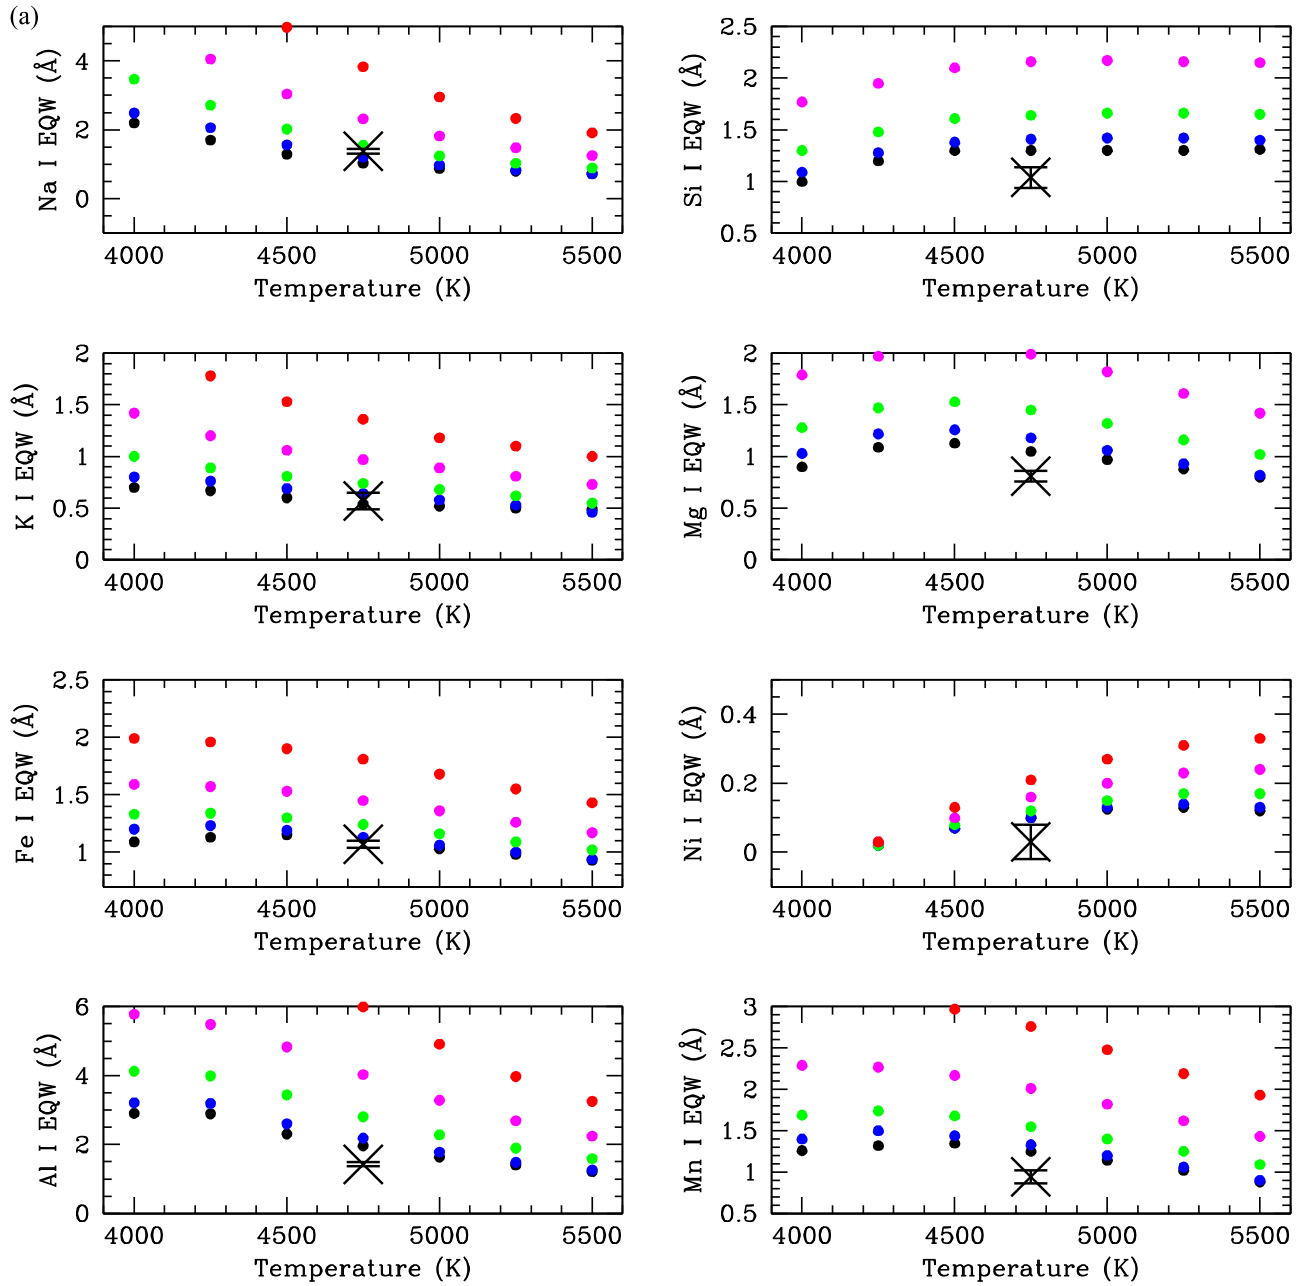 (a)
Na I EQW (Å)
4
2
0
4000 4500 5000 5500
Temperature (K)
Si I EQW (Å)
2.5
2
1.5
1
0.5
4000 4500 5000 5500
Temperature (K)
K I EQW (Å)
2
1.5
1
0.5
0
4000 4500 5000 5500
Temperature (K)
Mg I EQW (Å)
2
1.5
1
0.5
0
4000 4500 5000 5500
Temperature (K)
Fe I EQW (Å)
2.5
2
1.5
1
4000 4500 5000 5500
Temperature (K)
Ni I EQW (Å)
0.4
0.2
0
4000 4500 5000 5500
Temperature (K)
Al I EQW (Å)
6
4
2
0
4000 4500 5000 5500
Temperature (K)
Mn I EQW (Å)
3
2.5
2
1.5
1
0.5
4000 4500 5000 5500
Temperature (K)